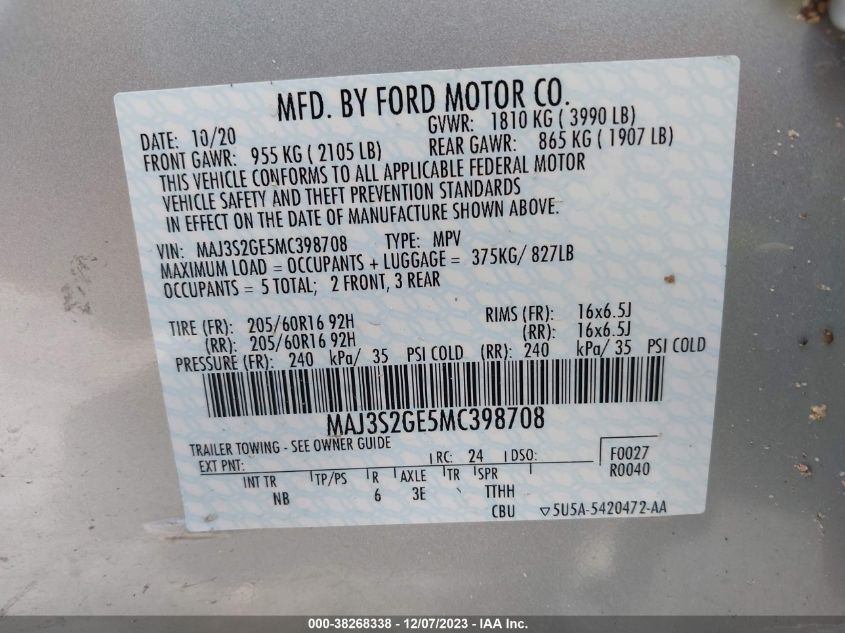 MFD. BY FORD MOTOR CO.
DATE: 10/20 GVWR: 1810 KG ( 3990 LB)
FRONT GAWR: 955 KG ( 2105 LB) REAR GAWR: 865 KG ( 1907 LB)
THIS VEHICLE CONFORMS TO ALL APPLICABLE FEDERAL MOTOR
VEHICLE SAFETY AND THEFT PREVENTION STANDARDS
IN EFFECT ON THE DATE OF MANUFACTURE SHOWN ABOVE.
VIN: MAJ3S2GE5MC398708 TYPE: MPV
MAXIMUM LOAD = OCCUPANTS + LUGGAGE = 375KG/ 827LB
OCCUPANTS = 5 TOTAL; 2 FRONT, 3 REAR
TIRE (FR): 205/60R16 92H RIMS (FR): 16x6.5J
(RR): 205/60R16 92H (RR): 16x6.5J
PRESSURE (FR): 240 kPa/ 35 PSI COLD (RR): 240 kPa/ 35 PSI COLD
MAJ3S2GE5MC398708
TRAILER TOWING - SEE OWNER GUIDE
EXT PNT: RC: 24 DSO: F0027
R0040
INT TR TP/PS R AXLE TR SPR
NB 6 3E TTHH
CBU ▽5U5A-5420472-AA
000-38268338 - 12/07/2023 - IAA Inc.